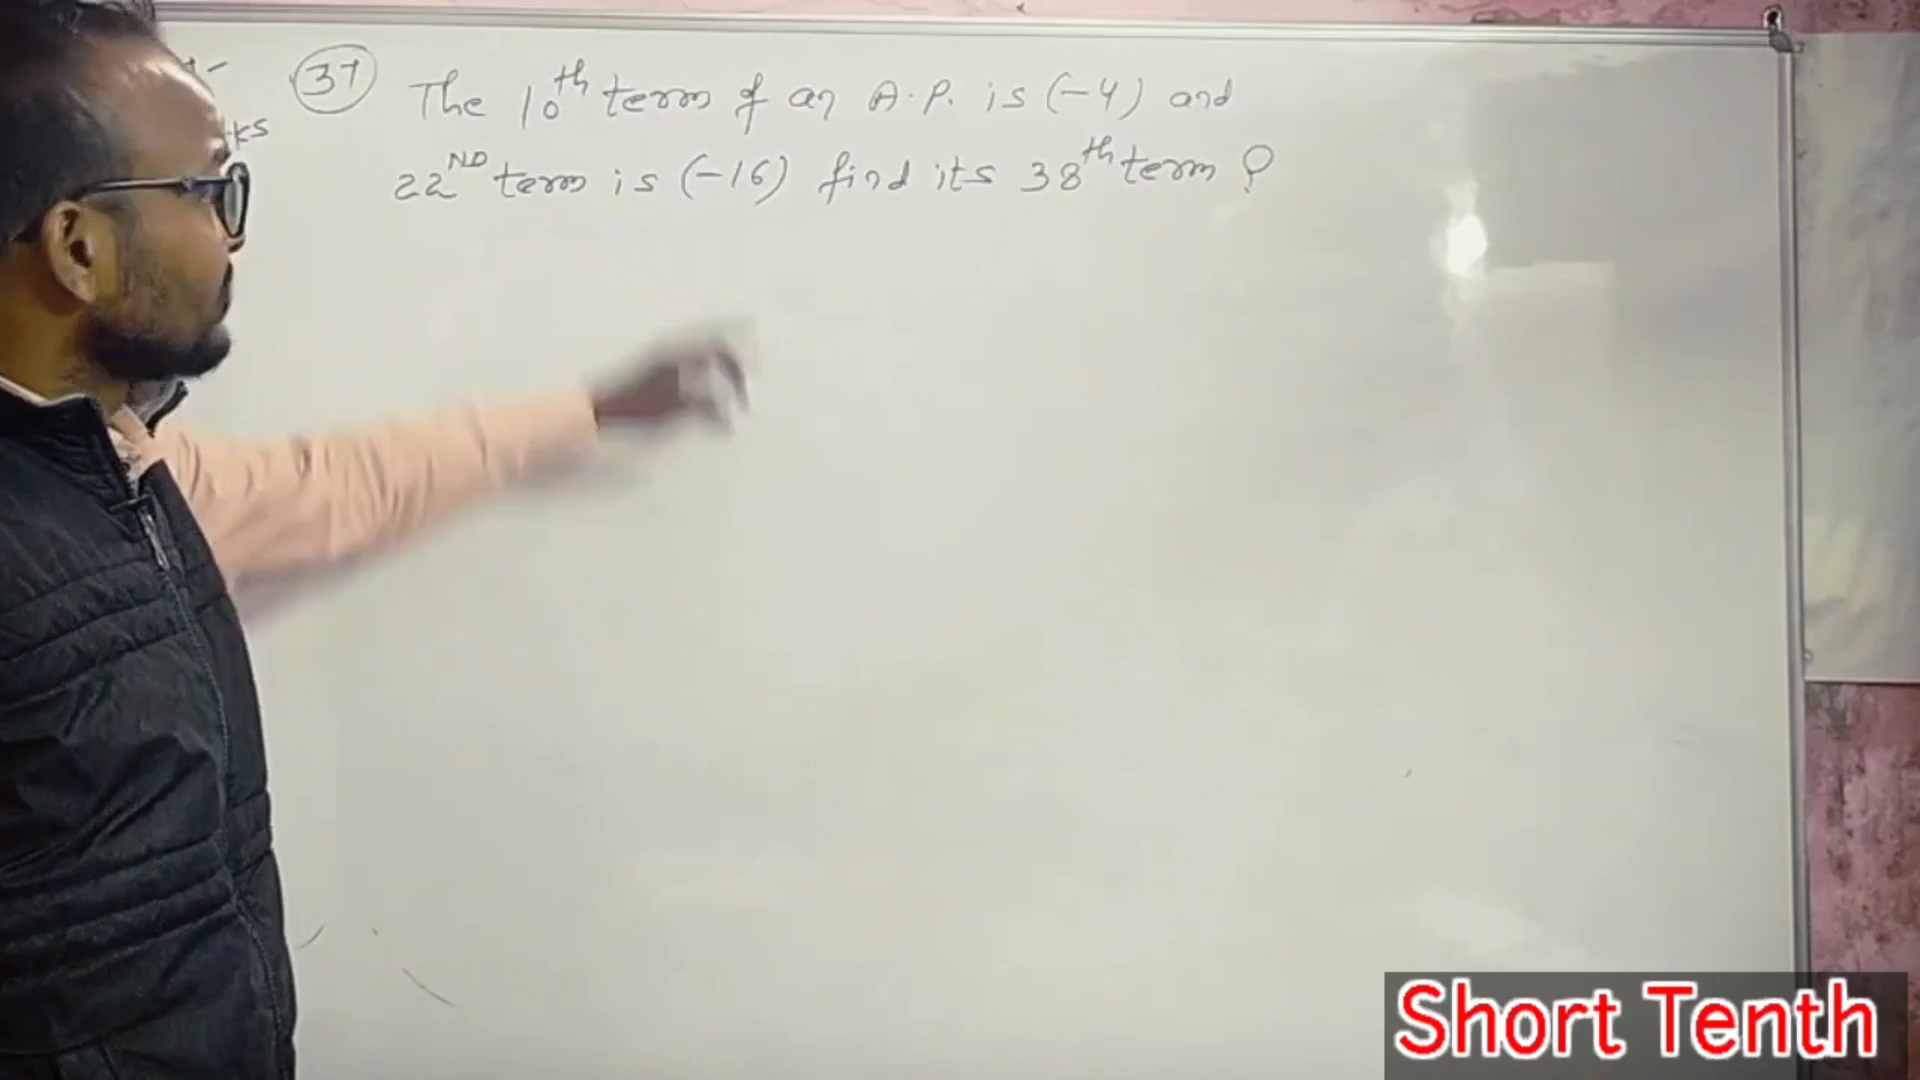 37 The 10th term of an A.P. is (-4) and
22ND term is (-16) find its 38th term ?
Short Tenth